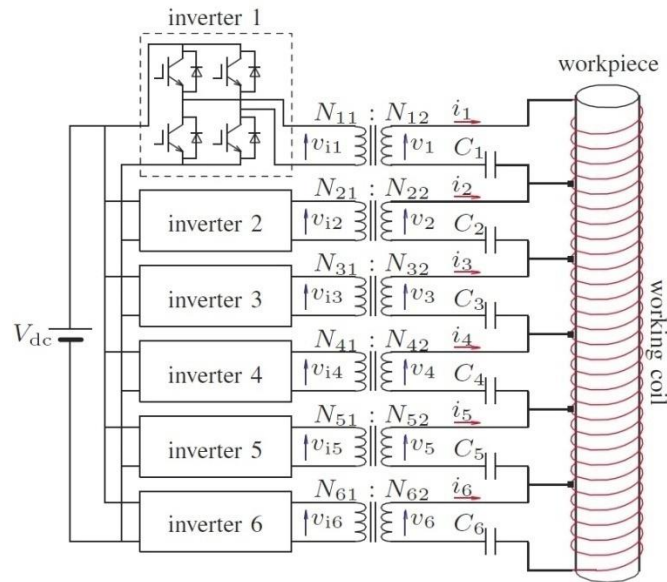 inverter 1
workpiece
N11 : N12 i1
vi1 v1 C1
N21 : N22 i2
inverter 2 vi2 v2 C2
N31 : N32 i3
inverter 3 vi3 v3 C3
Vdc
N41 : N42 i4
inverter 4 vi4 v4 C4
N51 : N52 i5
inverter 5 vi5 v5 C5
N61 : N62 i6
inverter 6 vi6 v6 C6
working coil